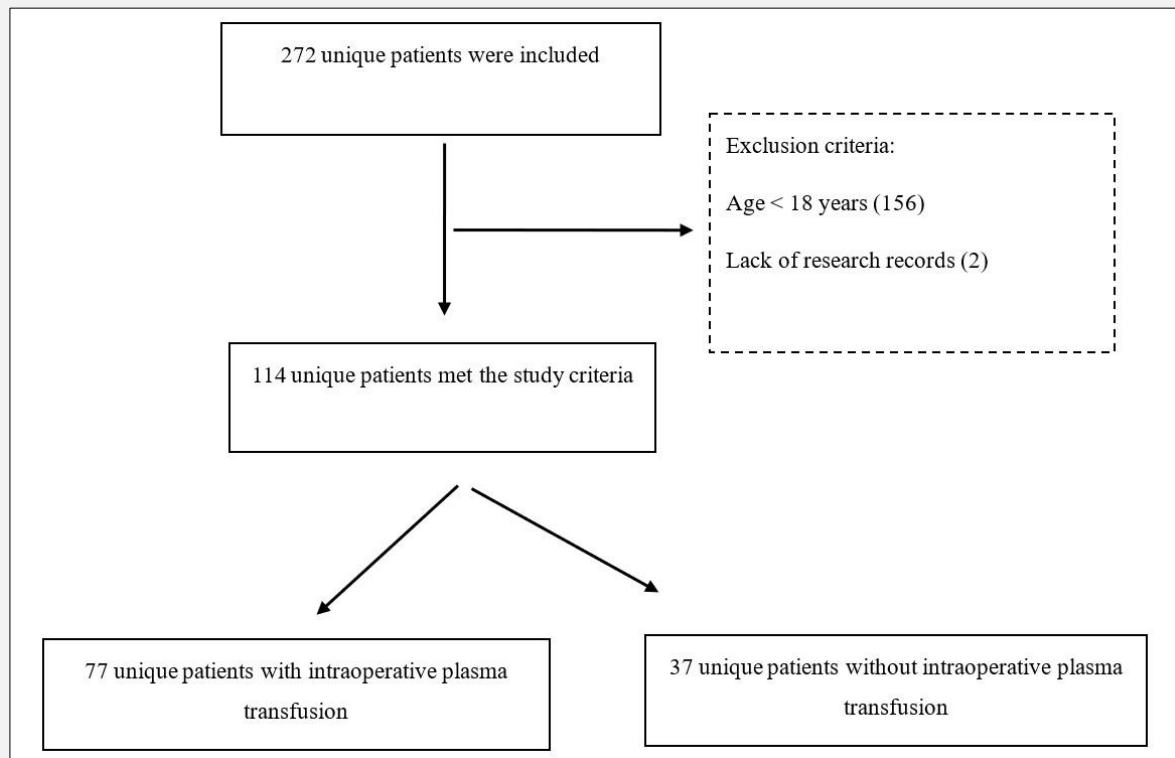 272 unique patients were included
Exclusion criteria:
Age < 18 years (156)
Lack of research records (2)
114 unique patients met the study criteria
77 unique patients with intraoperative plasma
transfusion
37 unique patients without intraoperative plasma
transfusion